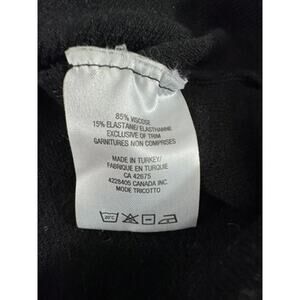 85% VISCOSE
15% ELASTANE/ ELASTHANNE
EXCLUSIVE OF TRIM
GARNITURES NON COMPRISES
MADE IN TURKEY/
FABRIQUE EN TURQUIE
CA 42675
4228405 CANADA INC.
MODE TRICOTTO